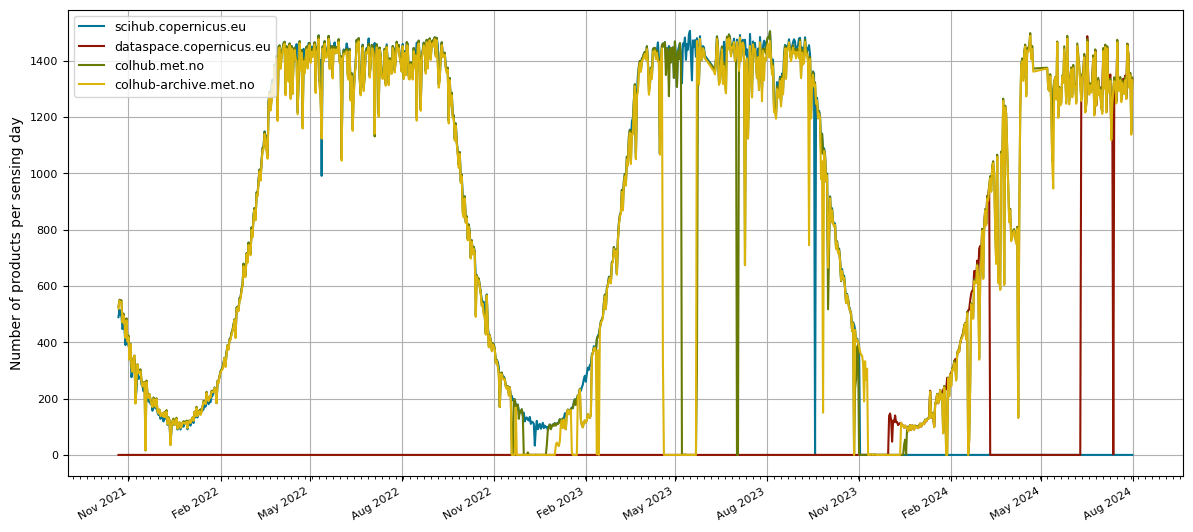 scihub.copernicus.eu
dataspace.copernicus.eu
colhub.met.no
colhub-archive.met.no
Number of products per sensing day
1400
1200
1000
800
600
400
200
0
Nov 2021
Feb 2022
May 2022
Aug 2022
Nov 2022
Feb 2023
May 2023
Aug 2023
Nov 2023
Feb 2024
May 2024
Aug 2024